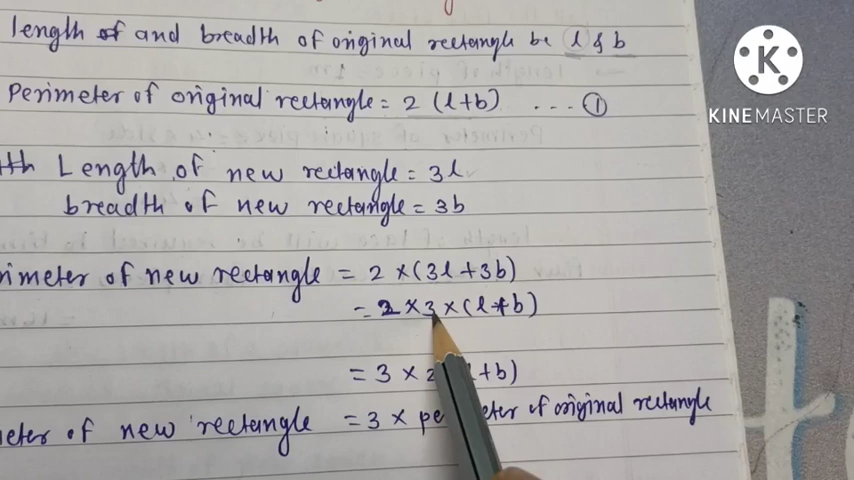 length of and breadth of original rectangle be l & b
Perimeter of original rectangle = 2 (l+b) ... ①
Length of new rectangle = 3l
breadth of new rectangle = 3b
of new rectangle = 2 × (3l + 3b)
= 2 × 3 × (l+b)
= 3 × 2 +b)
of new rectangle = 3 × of original rectangle
K
KINEMASTER